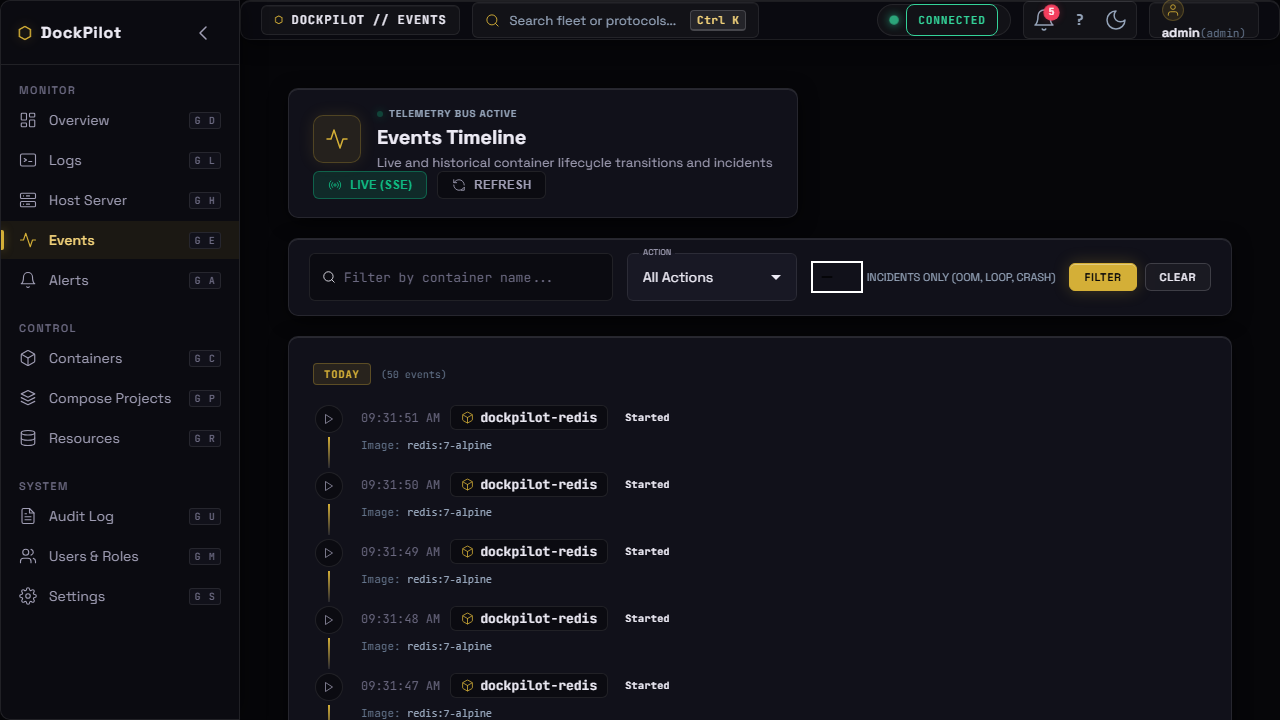 DockPilot
DOCKPILOT // EVENTS
Search fleet or protocols...
Ctrl K
CONNECTED
5
?
admin(admin)
MONITOR
Overview G D
Logs G L
Host Server G H
Events G E
Alerts G A
CONTROL
Containers G C
Compose Projects G P
Resources G R
SYSTEM
Audit Log G U
Users & Roles G M
Settings G S
TELEMETRY BUS ACTIVE
Events Timeline
Live and historical container lifecycle transitions and incidents
LIVE (SSE) REFRESH
Filter by container name...
ACTION
All Actions
INCIDENTS ONLY (OOM, LOOP, CRASH)
FILTER
CLEAR
TODAY (50 events)
09:31:51 AM dockpilot-redis Started
Image: redis:7-alpine
09:31:50 AM dockpilot-redis Started
Image: redis:7-alpine
09:31:49 AM dockpilot-redis Started
Image: redis:7-alpine
09:31:48 AM dockpilot-redis Started
Image: redis:7-alpine
09:31:47 AM dockpilot-redis Started
Image: redis:7-alpine